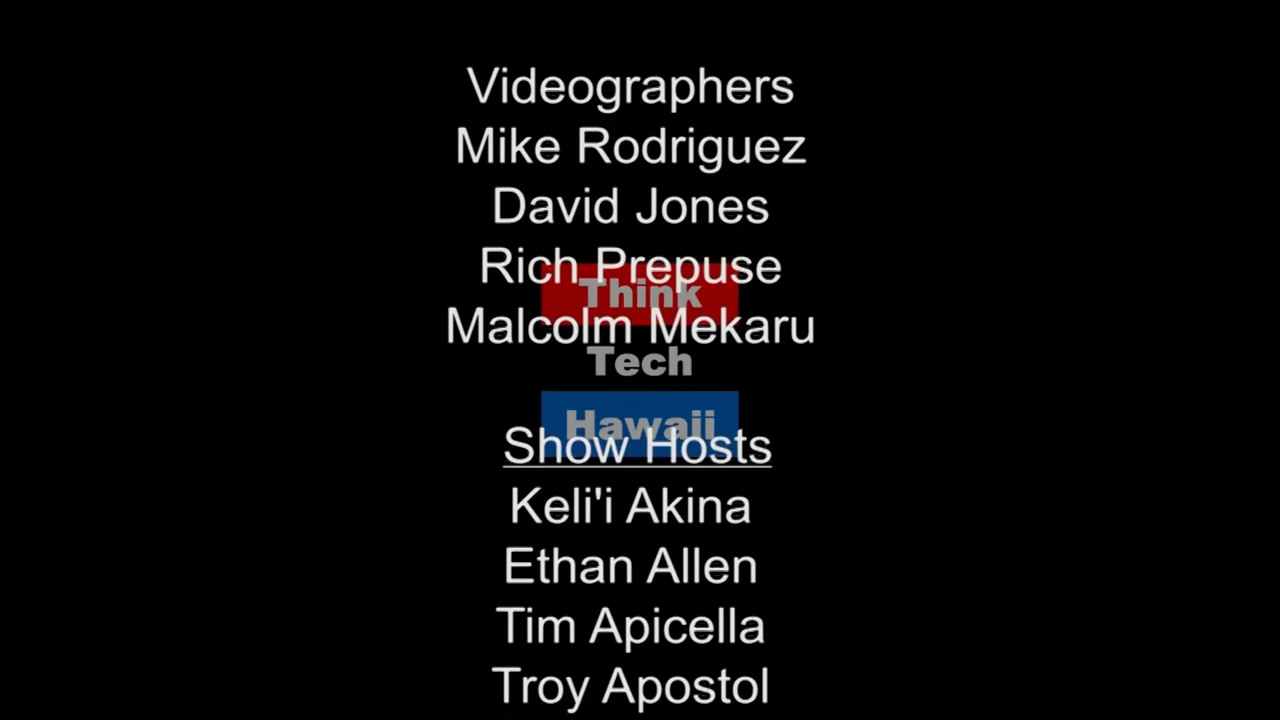 Videographers
Mike Rodriguez
David Jones
Rich Prepuse
Think
Malcolm Mekaru
Tech
Hawaii
Show Hosts
Keli'i Akina
Ethan Allen
Tim Apicella
Troy Apostol